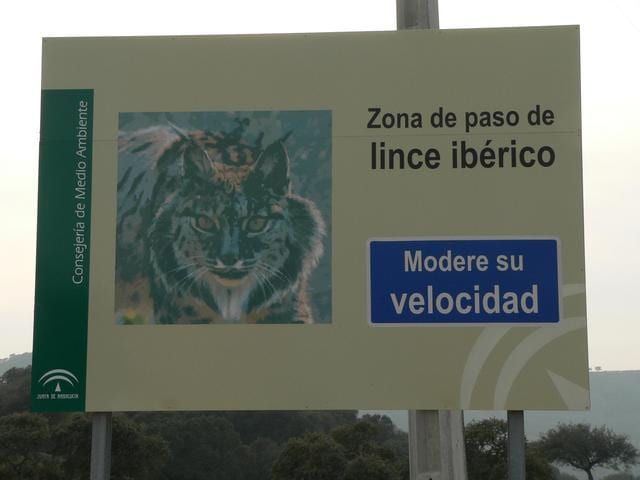 Consejería de Medio Ambiente
JUNTA DE ANDALUCIA
Zona de paso de
lince ibérico
Modere su
velocidad